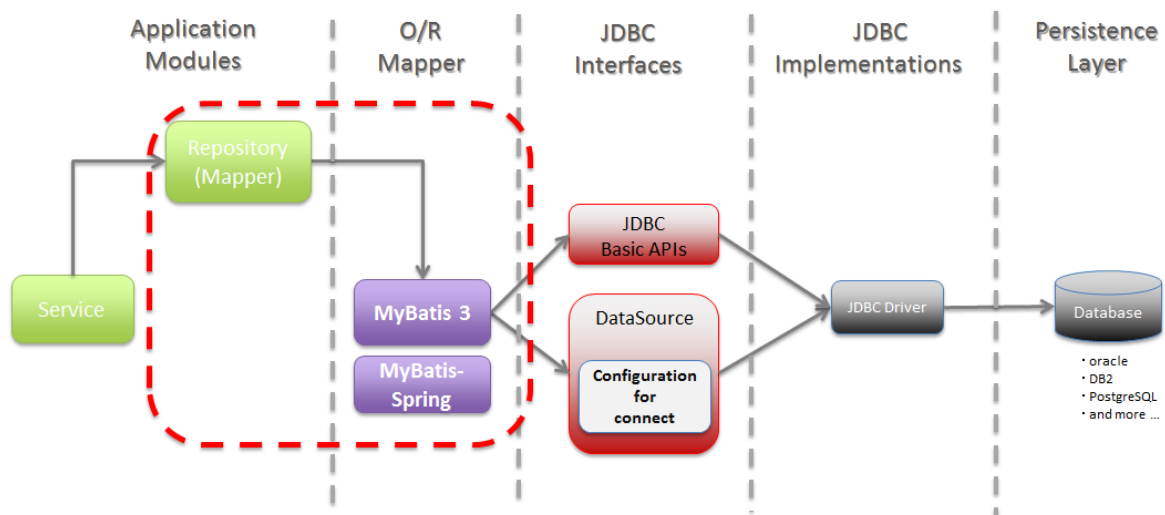 Application
Modules
O/R
Mapper
JDBC
Interfaces
JDBC
Implementations
Persistence
Layer
Repository
(Mapper)
Service
MyBatis 3
MyBatis-
Spring
JDBC
Basic APIs
DataSource
Configuration
for
connect
JDBC Driver
Database
・oracle
・DB2
・PostgreSQL
・and more ...